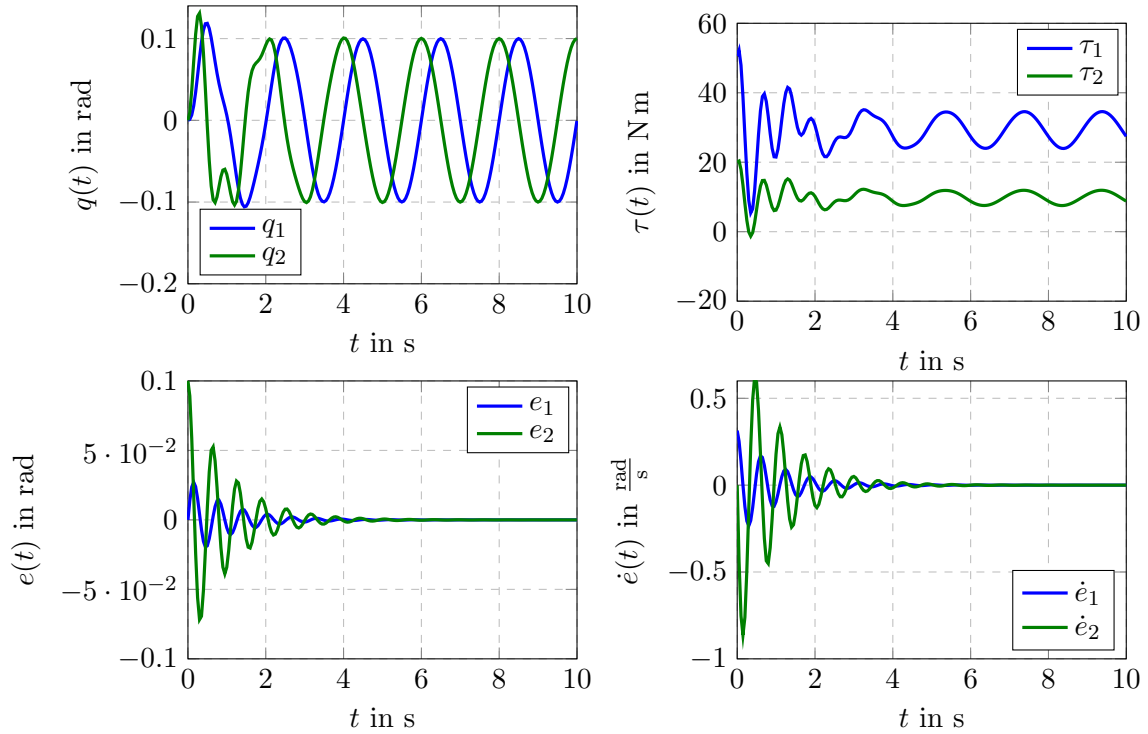 0.1
0
−0.1
−0.2
q(t) in rad
q₁
q₂
0 2 4 6 8 10
t in s
60
40
20
0
−20
τ(t) in N m
τ₁
τ₂
0 2 4 6 8 10
t in s
0.1
5 · 10⁻²
0
−5 · 10⁻²
−0.1
e(t) in rad
e₁
e₂
0 2 4 6 8 10
t in s
0.5
0
−0.5
−1
ė(t) in rad/s
ė₁
ė₂
0 2 4 6 8 10
t in s